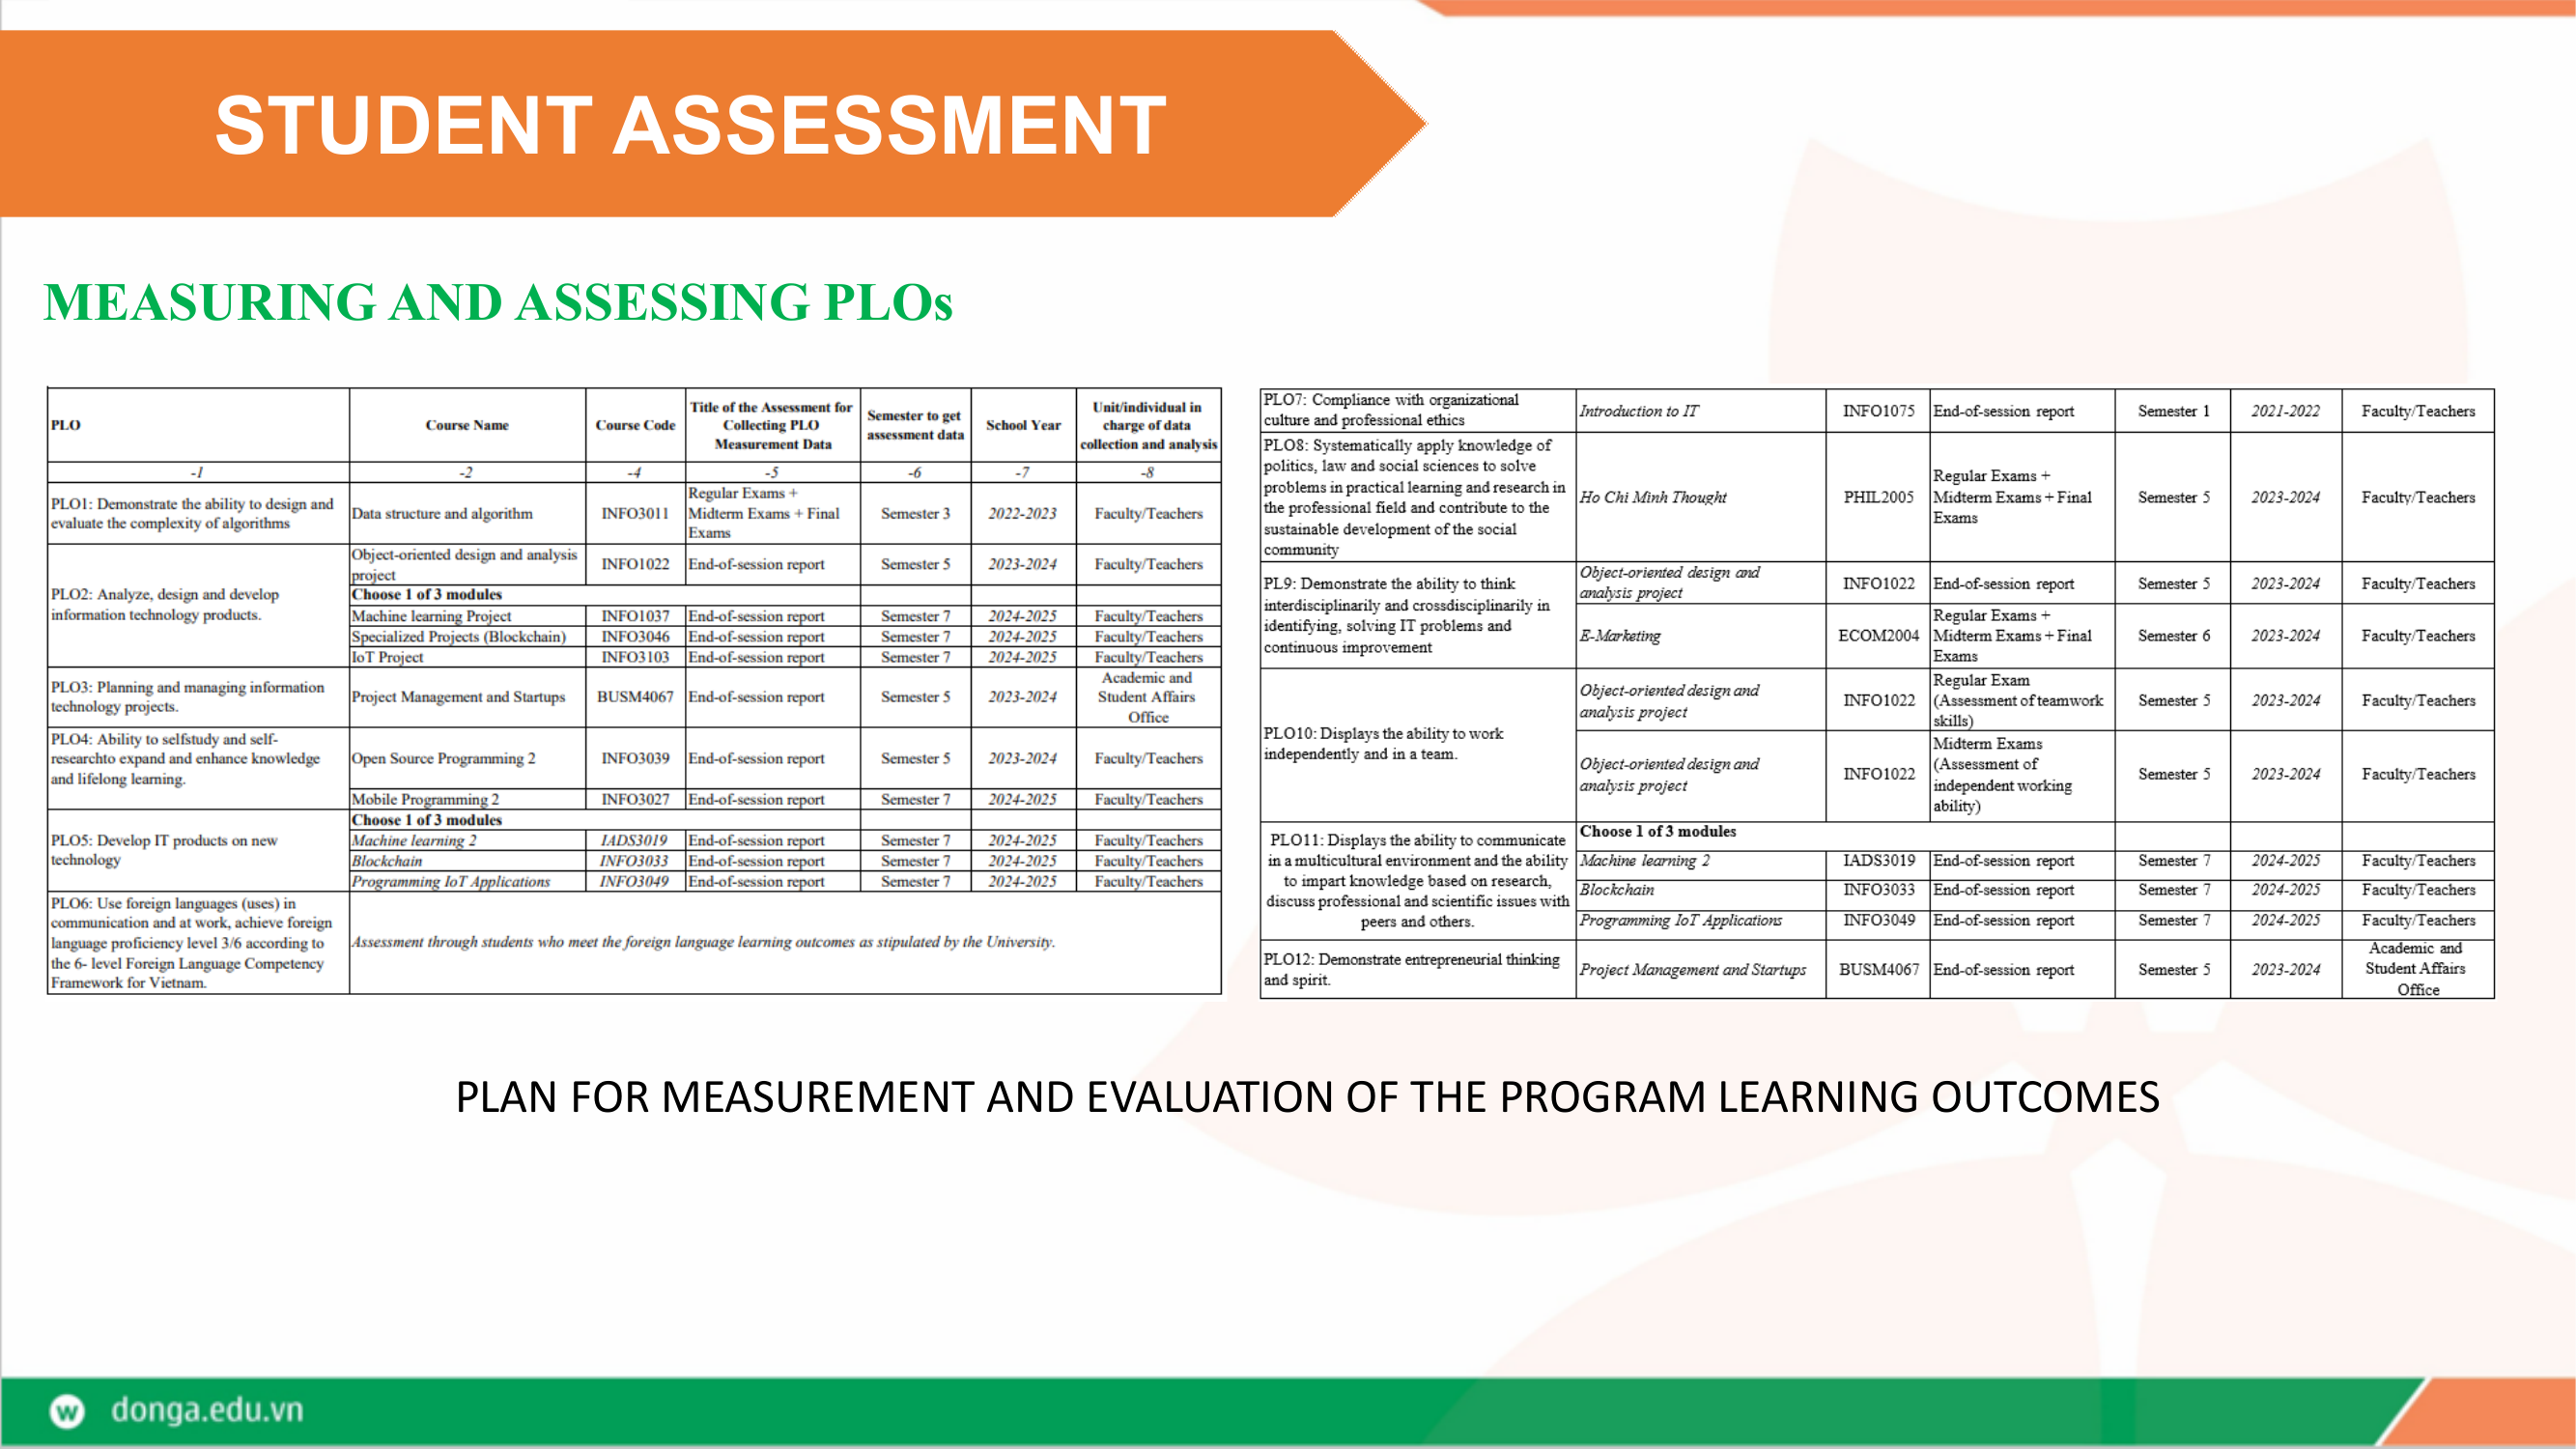 STUDENT ASSESSMENT
MEASURING AND ASSESSING PLOs
PLO
Course Name
Course Code
Title of the Assessment for
Collecting PLO
Measurement Data
Semester to get
assessment data
School Year
Unit/individual in
charge of data
collection and analysis
-1 -2 -4 -5 -6 -7 -8
PLO1: Demonstrate the ability to design and
evaluate the complexity of algorithms
Data structure and algorithm
INFO3011
Regular Exams +
Midterm Exams + Final
Exams
Semester 3
2022-2023
Faculty/Teachers
PLO2: Analyze, design and develop
information technology products.
Object-oriented design and analysis
project
INFO1022
End-of-session report
Semester 5
2023-2024
Faculty/Teachers
Choose 1 of 3 modules
Machine learning Project INFO1037 End-of-session report Semester 7 2024-2025 Faculty/Teachers
Specialized Projects (Blockchain) INFO3046 End-of-session report Semester 7 2024-2025 Faculty/Teachers
IoT Project INFO3103 End-of-session report Semester 7 2024-2025 Faculty/Teachers
PLO3: Planning and managing information
technology projects.
Project Management and Startups
BUSM4067
End-of-session report
Semester 5
2023-2024
Academic and
Student Affairs
Office
PLO4: Ability to selfstudy and self-
researchto expand and enhance knowledge
and lifelong learning.
Open Source Programming 2 INFO3039 End-of-session report Semester 5 2023-2024 Faculty/Teachers
Mobile Programming 2 INFO3027 End-of-session report Semester 7 2024-2025 Faculty/Teachers
PLO5: Develop IT products on new
technology
Choose 1 of 3 modules
Machine learning 2 IADS3019 End-of-session report Semester 7 2024-2025 Faculty/Teachers
Blockchain INFO3033 End-of-session report Semester 7 2024-2025 Faculty/Teachers
Programming IoT Applications INFO3049 End-of-session report Semester 7 2024-2025 Faculty/Teachers
PLO6: Use foreign languages (uses) in
communication and at work, achieve foreign
language proficiency level 3/6 according to
the 6- level Foreign Language Competency
Framework for Vietnam.
Assessment through students who meet the foreign language learning outcomes as stipulated by the University.
PLO7: Compliance with organizational
culture and professional ethics
Introduction to IT INFO1075 End-of-session report Semester 1 2021-2022 Faculty/Teachers
PLO8: Systematically apply knowledge of
politics, law and social sciences to solve
problems in practical learning and research in
the professional field and contribute to the
sustainable development of the social
community
Ho Chi Minh Thought
PHIL2005
Regular Exams +
Midterm Exams + Final
Exams
Semester 5
2023-2024
Faculty/Teachers
PL9: Demonstrate the ability to think
interdisciplinarily and crossdisciplinarily in
identifying, solving IT problems and
continuous improvement
Object-oriented design and
analysis project
INFO1022
End-of-session report
Semester 5
2023-2024
Faculty/Teachers
E-Marketing
ECOM2004
Regular Exams +
Midterm Exams + Final
Exams
Semester 6
2023-2024
Faculty/Teachers
PLO10: Displays the ability to work
independently and in a team.
Object-oriented design and
analysis project
INFO1022
Regular Exam
(Assessment of teamwork
skills)
Semester 5
2023-2024
Faculty/Teachers
Object-oriented design and
analysis project
INFO1022
Midterm Exams
(Assessment of
independent working
ability)
Semester 5
2023-2024
Faculty/Teachers
PLO11: Displays the ability to communicate
in a multicultural environment and the ability
to impart knowledge based on research,
discuss professional and scientific issues with
peers and others.
Choose 1 of 3 modules
Machine learning 2 IADS3019 End-of-session report Semester 7 2024-2025 Faculty/Teachers
Blockchain INFO3033 End-of-session report Semester 7 2024-2025 Faculty/Teachers
Programming IoT Applications INFO3049 End-of-session report Semester 7 2024-2025 Faculty/Teachers
PLO12: Demonstrate entrepreneurial thinking
and spirit.
Project Management and Startups
BUSM4067
End-of-session report
Semester 5
2023-2024
Academic and
Student Affairs
Office
PLAN FOR MEASUREMENT AND EVALUATION OF THE PROGRAM LEARNING OUTCOMES
w donga.edu.vn